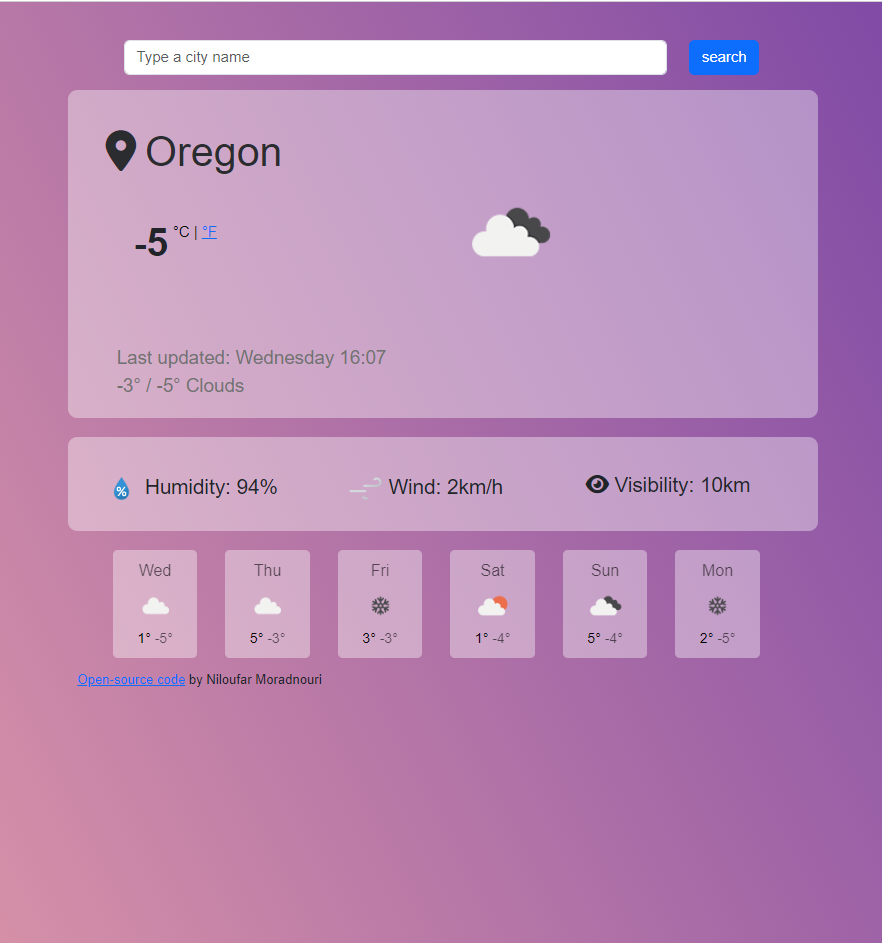 Type a city name search
Oregon
-5 °C | °F
Last updated: Wednesday 16:07
-3° / -5° Clouds
% Humidity: 94% Wind: 2km/h Visibility: 10km
Wed Thu Fri Sat Sun Mon
1° -5° 5° -3° 3° -3° 1° -4° 5° -4° 2° -5°
Open-source code by Niloufar Moradnouri